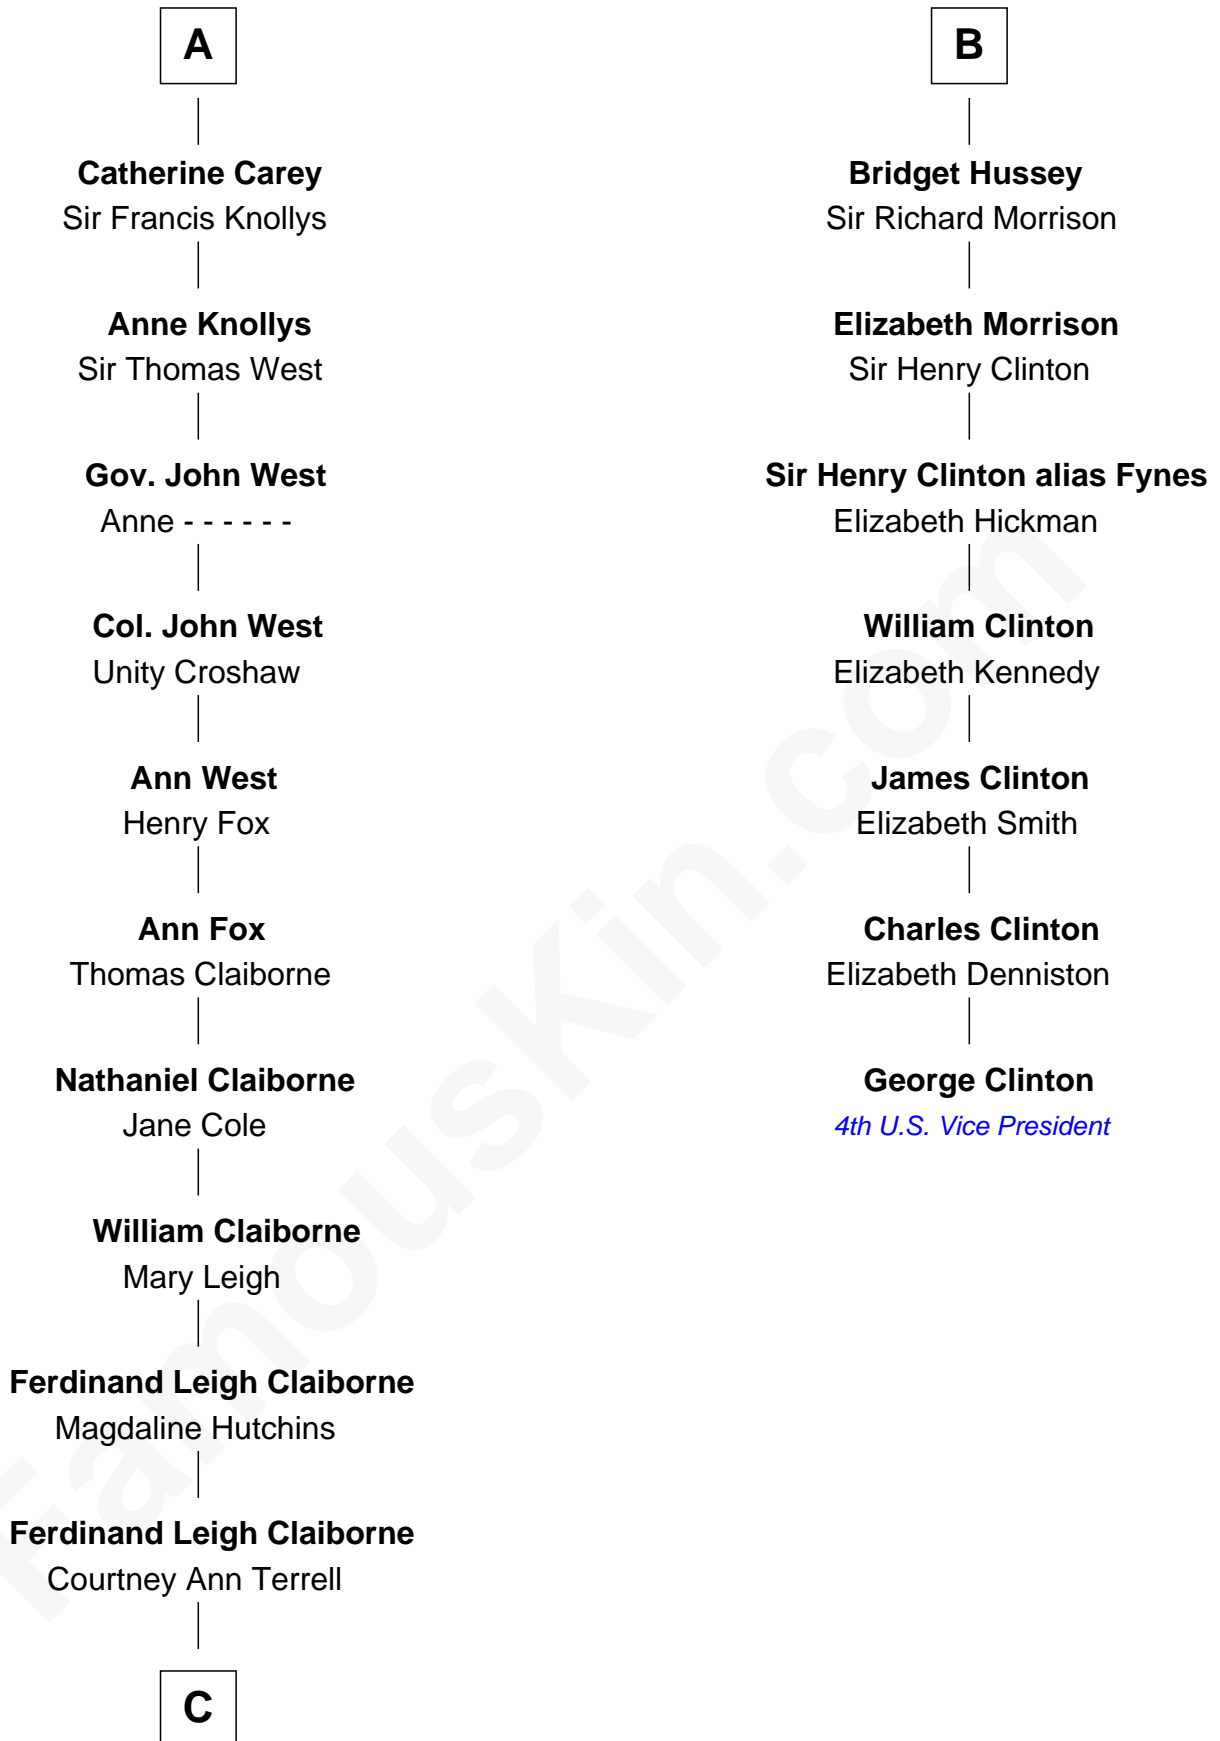 A
Catherine Carey
Sir Francis Knollys
Anne Knollys
Sir Thomas West
Gov. John West
Anne - - - - - -
Col. John West
Unity Croshaw
Ann West
Henry Fox
Ann Fox
Thomas Claiborne
Nathaniel Claiborne
Jane Cole
William Claiborne
Mary Leigh
Ferdinand Leigh Claiborne
Magdaline Hutchins
Ferdinand Leigh Claiborne
Courtney Ann Terrell
C
B
Bridget Hussey
Sir Richard Morrison
Elizabeth Morrison
Sir Henry Clinton
Sir Henry Clinton alias Fynes
Elizabeth Hickman
William Clinton
Elizabeth Kennedy
James Clinton
Elizabeth Smith
Charles Clinton
Elizabeth Denniston
George Clinton
4th U.S. Vice President
FamousKin.com